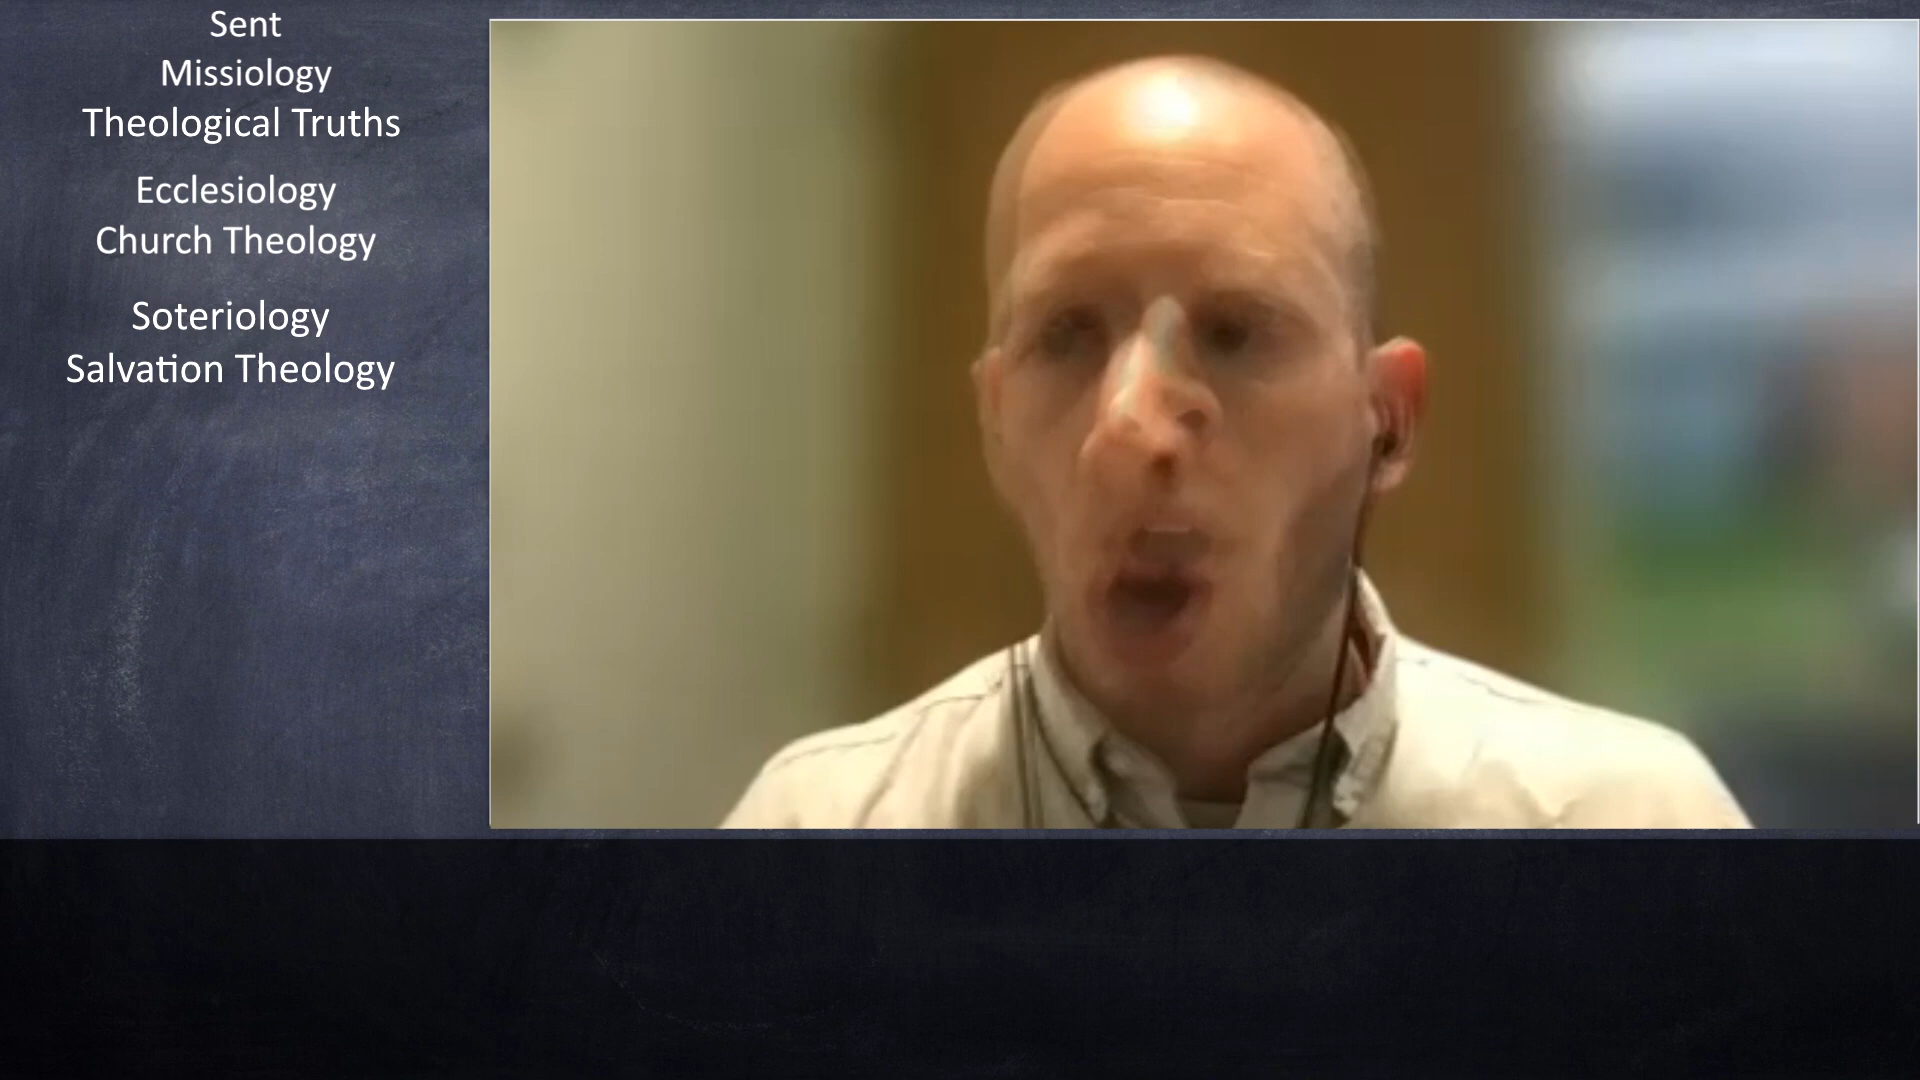 Sent
Missiology
Theological Truths
Ecclesiology
Church Theology
Soteriology
Salvation Theology